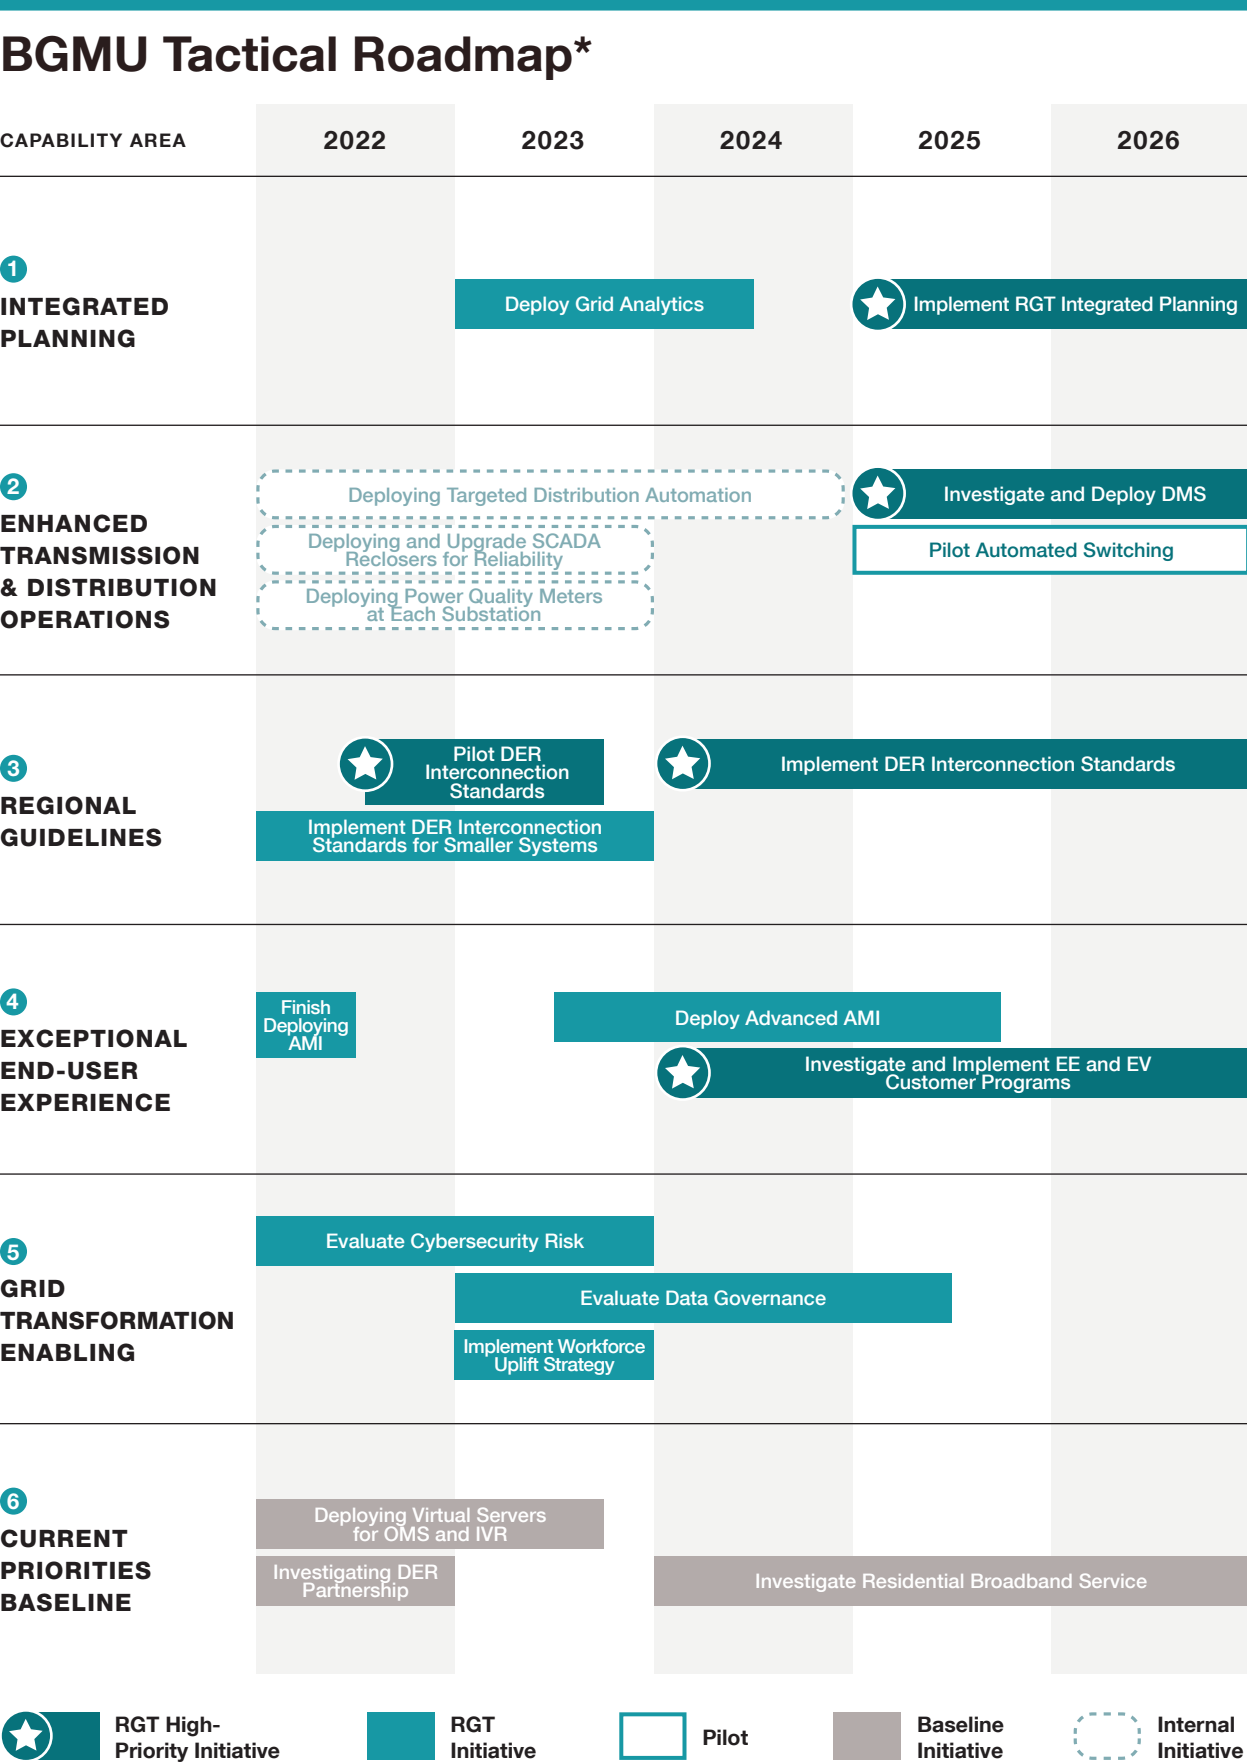 BGMU Tactical Roadmap*
CAPABILITY AREA
2022
2023
2024
2025
2026
1
INTEGRATED
PLANNING
Deploy Grid Analytics
Implement RGT Integrated Planning
2
ENHANCED
TRANSMISSION
& DISTRIBUTION
OPERATIONS
Deploying Targeted Distribution Automation
Deploying and Upgrade SCADA
Reclosers for Reliability
Deploying Power Quality Meters
at Each Substation
Investigate and Deploy DMS
Pilot Automated Switching
3
REGIONAL
GUIDELINES
Pilot DER
Interconnection
Standards
Implement DER Interconnection Standards
Implement DER Interconnection
Standards for Smaller Systems
4
EXCEPTIONAL
END-USER
EXPERIENCE
Finish
Deploying
AMI
Deploy Advanced AMI
Investigate and Implement EE and EV
Customer Programs
5
GRID
TRANSFORMATION
ENABLING
Evaluate Cybersecurity Risk
Evaluate Data Governance
Implement Workforce
Uplift Strategy
6
CURRENT
PRIORITIES
BASELINE
Deploying Virtual Servers
for OMS and IVR
Investigating DER
Partnership
Investigate Residential Broadband Service
RGT High-
Priority Initiative
RGT
Initiative
Pilot
Baseline
Initiative
Internal
Initiative